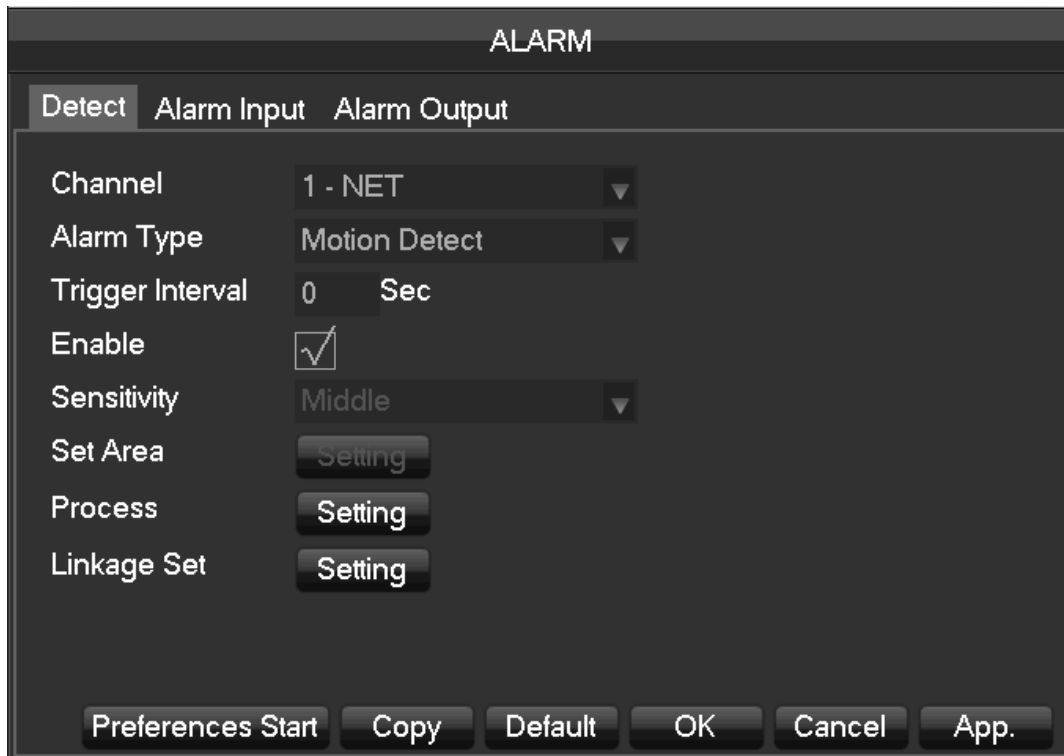 ALARM
Detect Alarm Input Alarm Output
Channel 1 - NET
Alarm Type Motion Detect
Trigger Interval 0 Sec
Enable
Sensitivity Middle
Set Area Setting
Process Setting
Linkage Set Setting
Preferences Start Copy Default OK Cancel App.